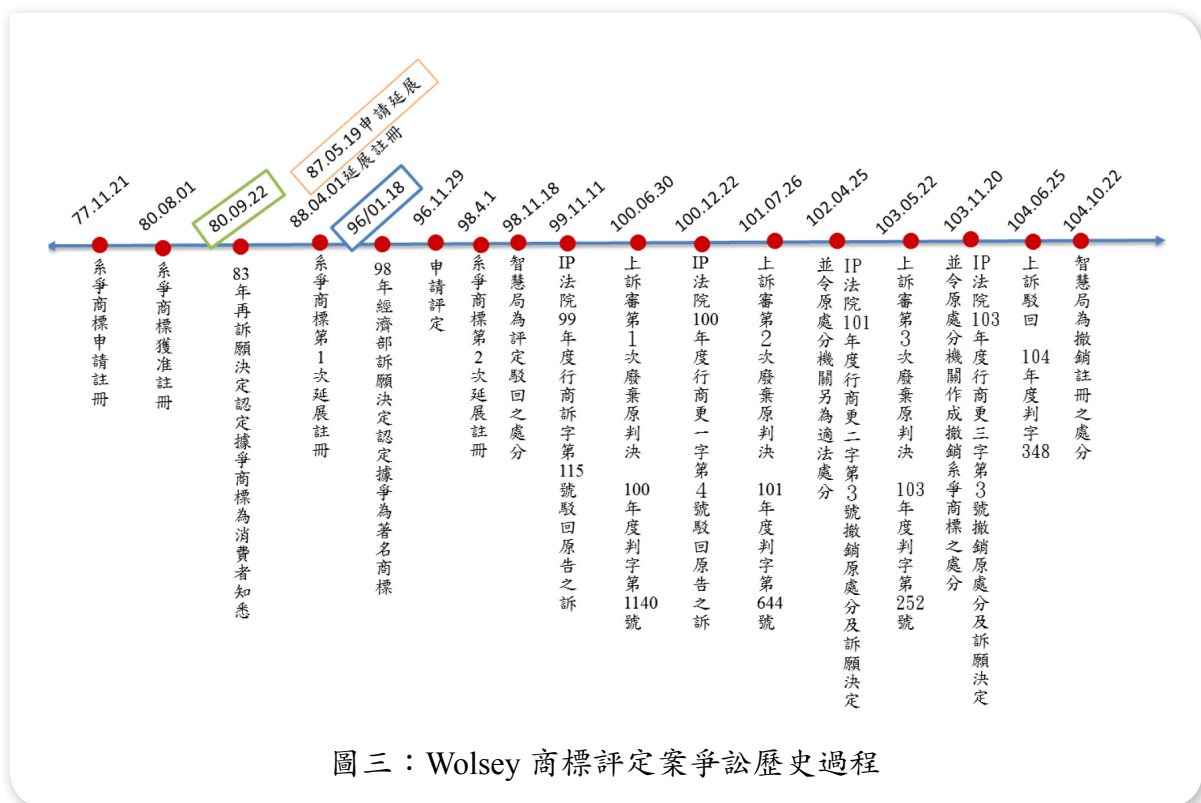 87.05.19申請延展
77.11.21
80.08.01
80.09.22
88.04.01延展註冊
96/01.18
96.11.29
98.4.1
98.11.18
99.11.11
100.06.30
100.12.22
101.07.26
102.04.25
103.05.22
103.11.20
104.06.25
104.10.22
系爭商標申請註冊
系爭商標獲准註冊
83年再訴願決定認定據爭商標為消費者知悉
系爭商標第1次延展註冊
98年經濟部訴願決定認定據爭為著名商標
申請評定
系爭商標第2次延展註冊
智慧局為評定駁回之處分
IP法院99年度行商訴字第115號駁回原告之訴
上訴審第1次廢棄原判決 100年度判字第1140號
IP法院100年度行商更一字第4號駁回原告之訴
上訴審第2次廢棄原判決 101年度判字第644號
IP法院101年度行商更二字第3號撤銷原處分及訴願決定
並令原處分機關另為適法處分
上訴審第3次廢棄原判決 103年度判字第252號
IP法院103年度行商更三字第3號撤銷原處分及訴願決定
並令原處分機關作成撤銷系爭商標之處分
上訴駁回 104年度判字348
智慧局為撤銷註冊之處分
圖三：Wolsey 商標評定案爭訟歷史過程